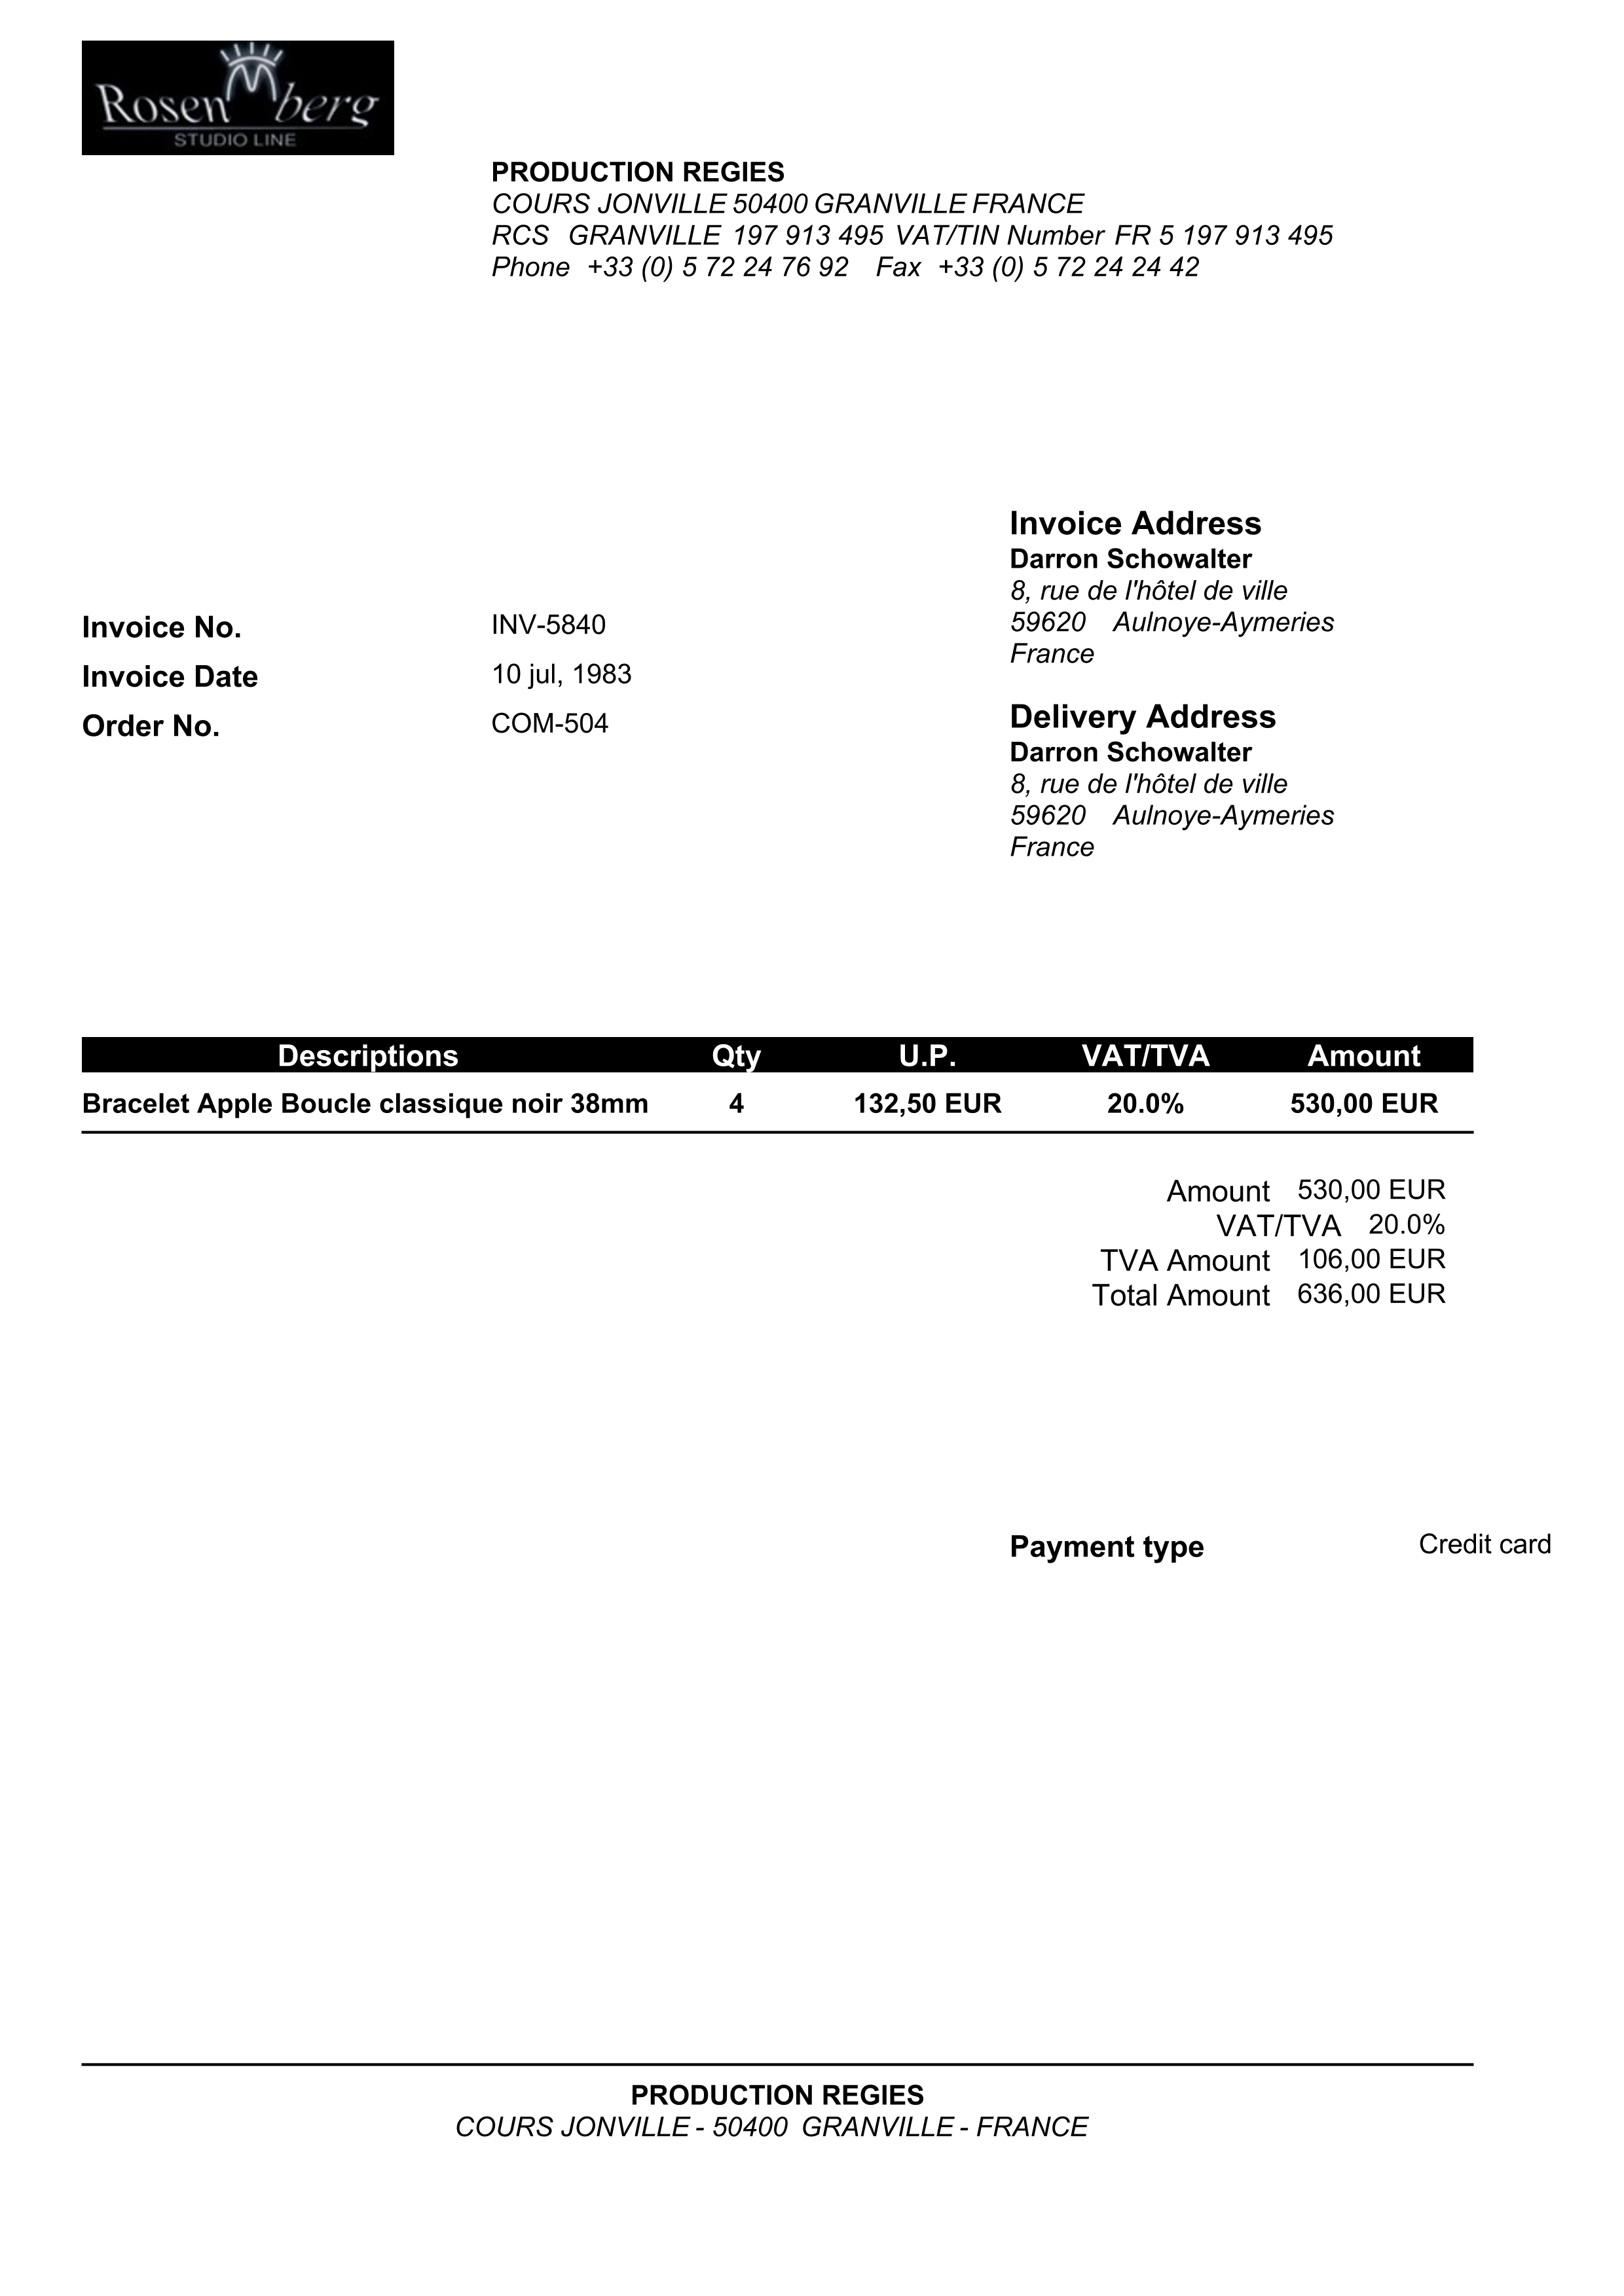 Rosenberg
STUDIO LINE
PRODUCTION REGIES
COURS JONVILLE 50400 GRANVILLE FRANCE
RCS GRANVILLE 197 913 495 VAT/TIN Number FR 5 197 913 495
Phone +33 (0) 5 72 24 76 92 Fax +33 (0) 5 72 24 24 42
Invoice Address
Darron Schowalter
8, rue de l'hôtel de ville
59620 Aulnoye-Aymeries
France
Invoice No. INV-5840
Invoice Date 10 jul, 1983
Order No. COM-504
Delivery Address
Darron Schowalter
8, rue de l'hôtel de ville
59620 Aulnoye-Aymeries
France
Descriptions Qty U.P. VAT/TVA Amount
Bracelet Apple Boucle classique noir 38mm 4 132,50 EUR 20.0% 530,00 EUR
Amount 530,00 EUR
VAT/TVA 20.0%
TVA Amount 106,00 EUR
Total Amount 636,00 EUR
Payment type Credit card
PRODUCTION REGIES
COURS JONVILLE - 50400 GRANVILLE - FRANCE